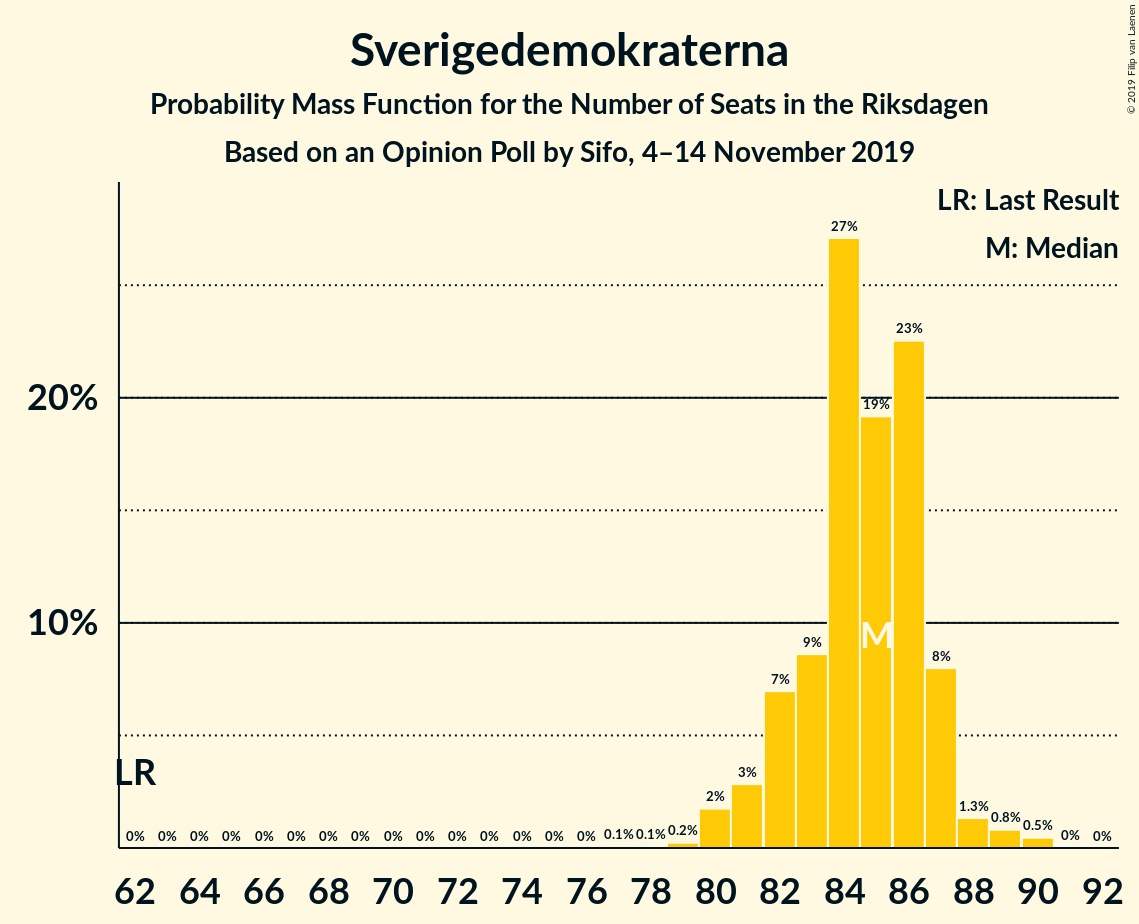 Sverigedemokraterna
Probability Mass Function for the Number of Seats in the Riksdagen
Based on an Opinion Poll by Sifo, 4–14 November 2019
© 2019 Filip van Laenen
LR: Last Result
M: Median
20%
10%
LR
M
0% 0% 0% 0% 0% 0% 0% 0% 0% 0% 0% 0% 0% 0% 0% 0.1% 0.1% 0.2% 2% 3% 7% 9% 27% 19% 23% 8% 1.3% 0.8% 0.5% 0% 0%
62 64 66 68 70 72 74 76 78 80 82 84 86 88 90 92